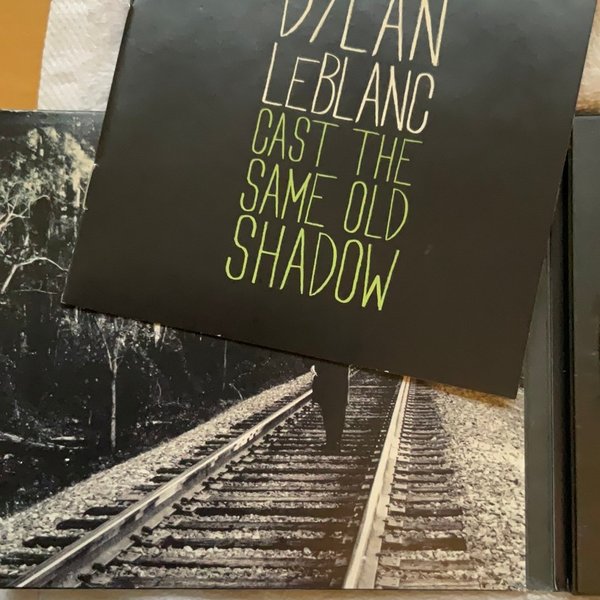 DYLAN
LEBLANC
CAST THE
SAME OLD
SHADOW